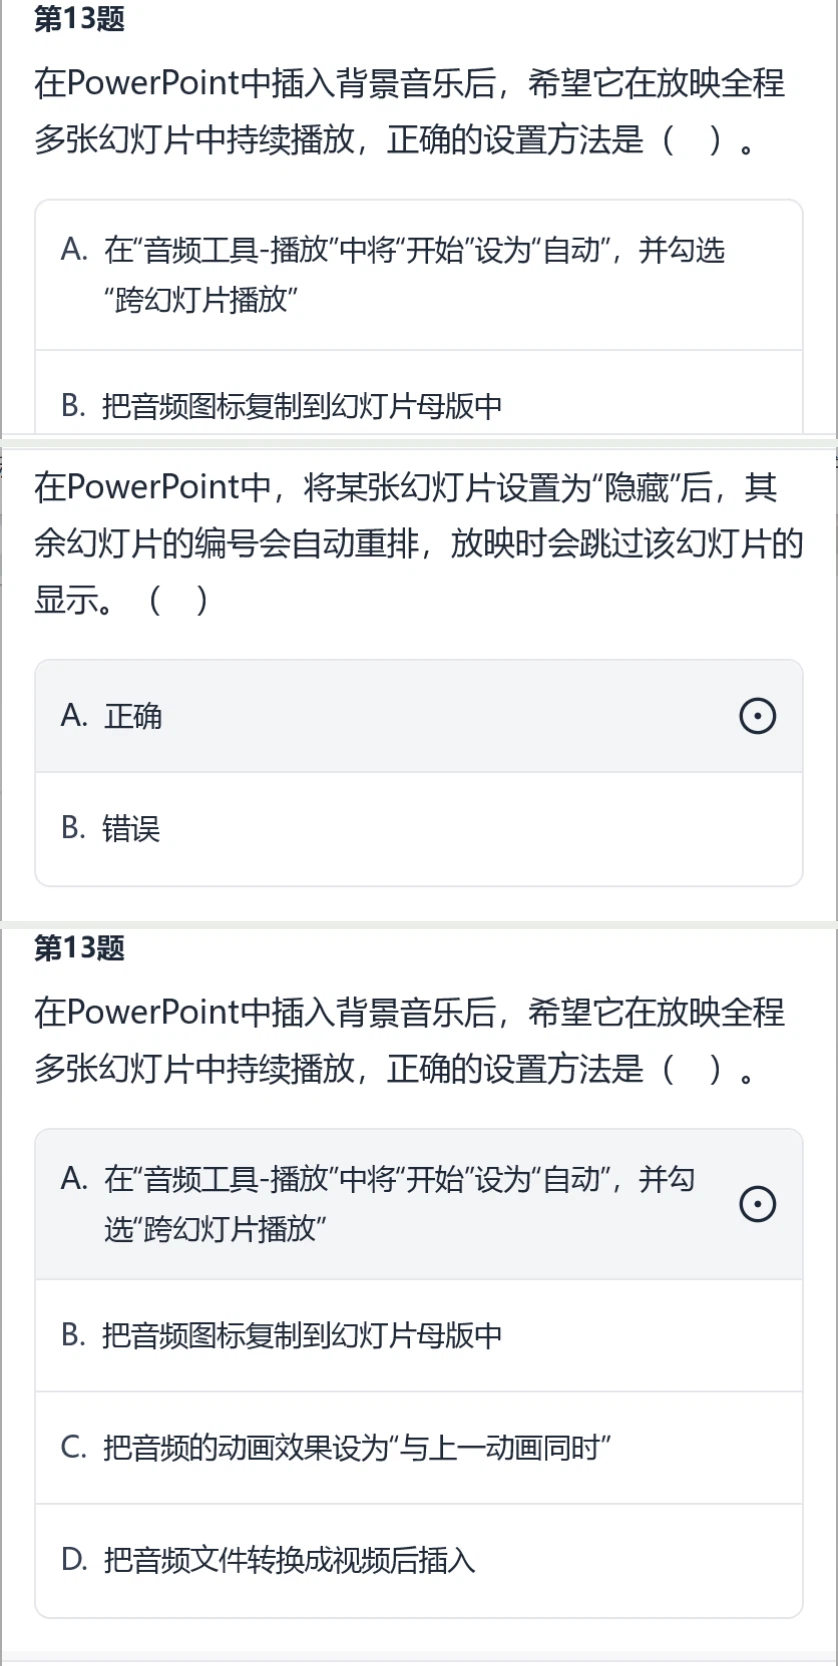 第13题
在PowerPoint中插入背景音乐后，希望它在放映全程
多张幻灯片中持续播放，正确的设置方法是（　）。
A. 在“音频工具-播放”中将“开始”设为“自动”，并勾选
“跨幻灯片播放”
B. 把音频图标复制到幻灯片母版中
在PowerPoint中，将某张幻灯片设置为“隐藏”后，其
余幻灯片的编号会自动重排，放映时会跳过该幻灯片的
显示。（　）
A. 正确
B. 错误
第13题
在PowerPoint中插入背景音乐后，希望它在放映全程
多张幻灯片中持续播放，正确的设置方法是（　）。
A. 在“音频工具-播放”中将“开始”设为“自动”，并勾
选“跨幻灯片播放”
B. 把音频图标复制到幻灯片母版中
C. 把音频的动画效果设为“与上一动画同时”
D. 把音频文件转换成视频后插入